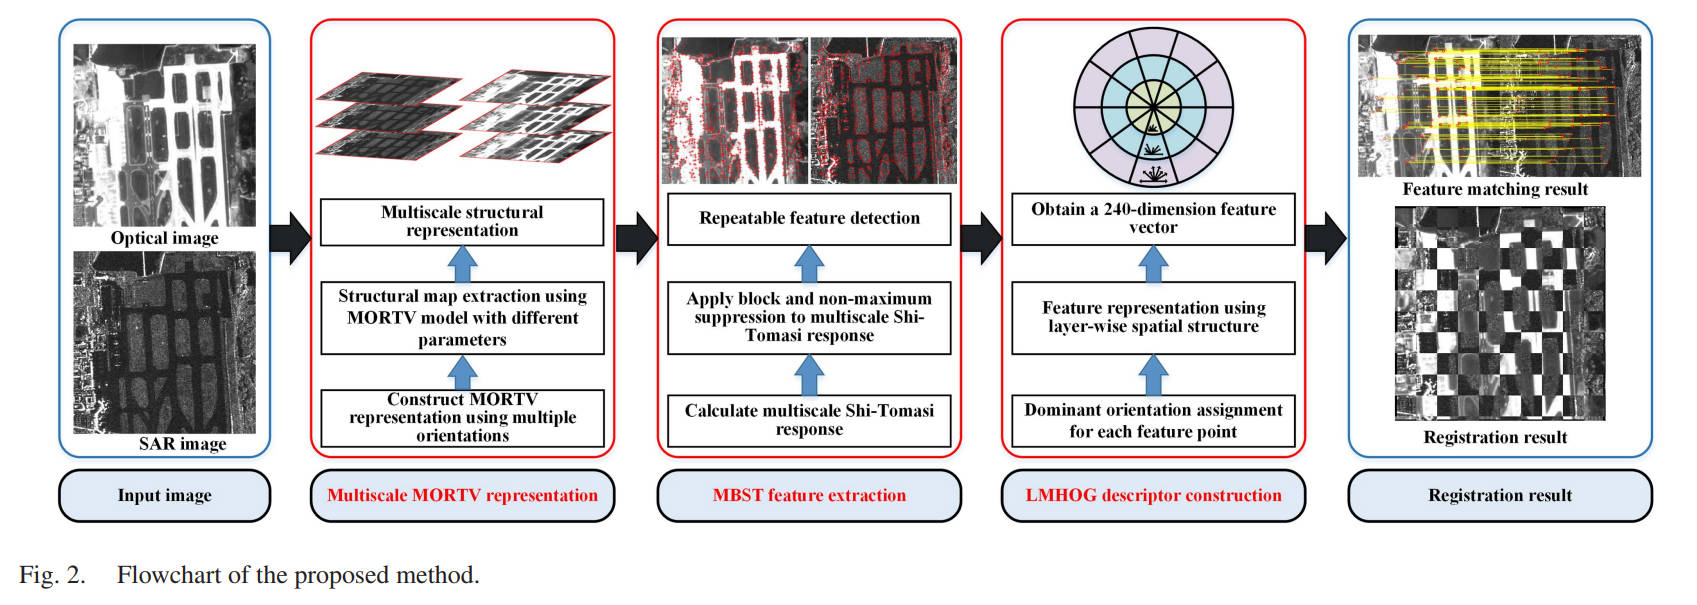 Optical image
SAR image
Input image
Multiscale structural
representation
Structural map extraction using
MORTV model with different
parameters
Construct MORTV
representation using multiple
orientations
Multiscale MORTV representation
Repeatable feature detection
Apply block and non-maximum
suppression to multiscale Shi-
Tomasi response
Calculate multiscale Shi-Tomasi
response
MBST feature extraction
Obtain a 240-dimension feature
vector
Feature representation using
layer-wise spatial structure
Dominant orientation assignment
for each feature point
LMHOG descriptor construction
Feature matching result
Registration result
Registration result
Fig. 2. Flowchart of the proposed method.